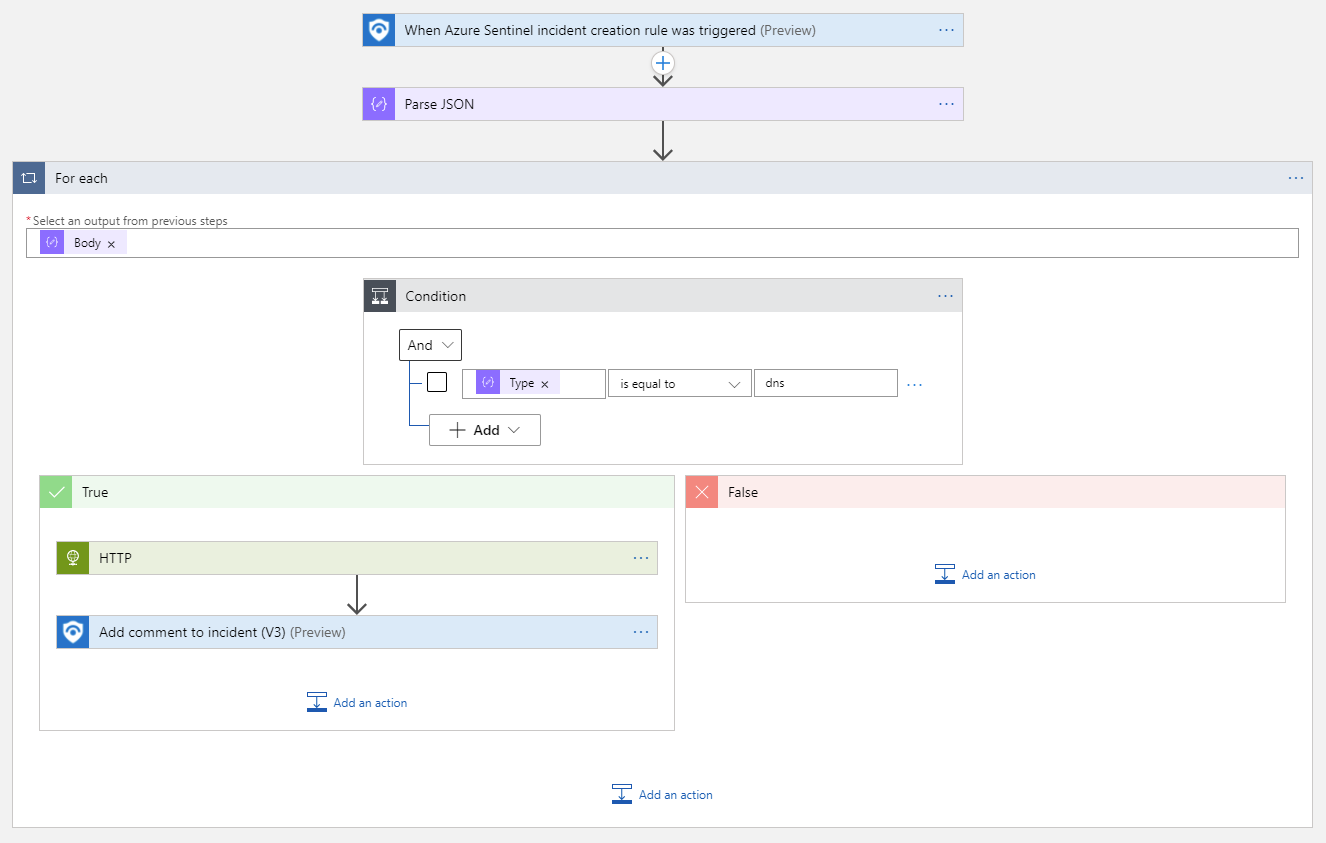 When Azure Sentinel incident creation rule was triggered (Preview)
Parse JSON
For each
* Select an output from previous steps
Body
Condition
And
Type is equal to dns
Add
True
False
HTTP
Add an action
Add comment to incident (V3) (Preview)
Add an action
Add an action